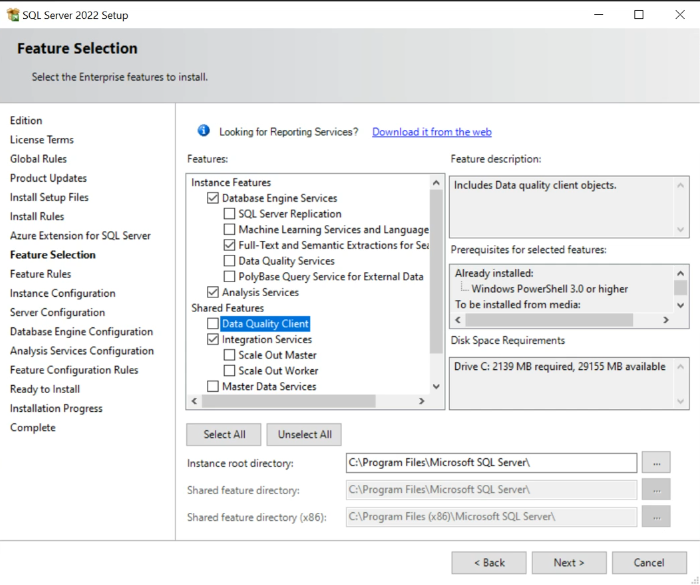 SQL Server 2022 Setup
Feature Selection
Select the Enterprise features to install.
Edition
License Terms
Global Rules
Product Updates
Install Setup Files
Install Rules
Azure Extension for SQL Server
Feature Selection
Feature Rules
Instance Configuration
Server Configuration
Database Engine Configuration
Analysis Services Configuration
Feature Configuration Rules
Ready to Install
Installation Progress
Complete
Looking for Reporting Services? Download it from the web
Features:
Instance Features
Database Engine Services
SQL Server Replication
Machine Learning Services and Language
Full-Text and Semantic Extractions for Sea
Data Quality Services
PolyBase Query Service for External Data
Analysis Services
Shared Features
Data Quality Client
Integration Services
Scale Out Master
Scale Out Worker
Master Data Services
Feature description:
Includes Data quality client objects.
Prerequisites for selected features:
Already installed:
Windows PowerShell 3.0 or higher
To be installed from media:
Disk Space Requirements
Drive C: 2139 MB required, 29155 MB available
Select All
Unselect All
Instance root directory: C:\Program Files\Microsoft SQL Server\ ...
Shared feature directory: C:\Program Files\Microsoft SQL Server\ ...
Shared feature directory (x86): C:\Program Files (x86)\Microsoft SQL Server\ ...
< Back
Next >
Cancel